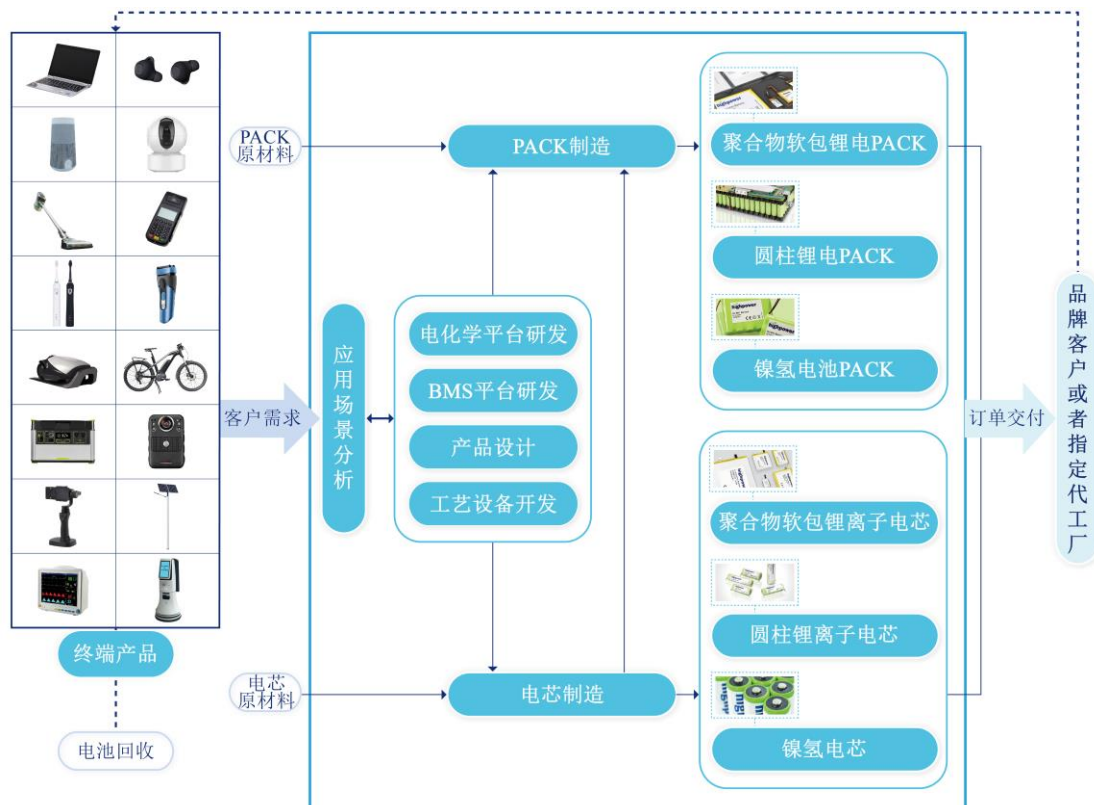 PACK
原材料
PACK制造
聚合物软包锂电PACK
圆柱锂电PACK
镍氢电池PACK
客户需求
应用场景分析
电化学平台研发
BMS平台研发
产品设计
工艺设备开发
订单交付
品牌客户或者指定代工厂
聚合物软包锂离子电芯
圆柱锂离子电芯
终端产品
电芯
原材料
电芯制造
镍氢电芯
电池回收
highpower